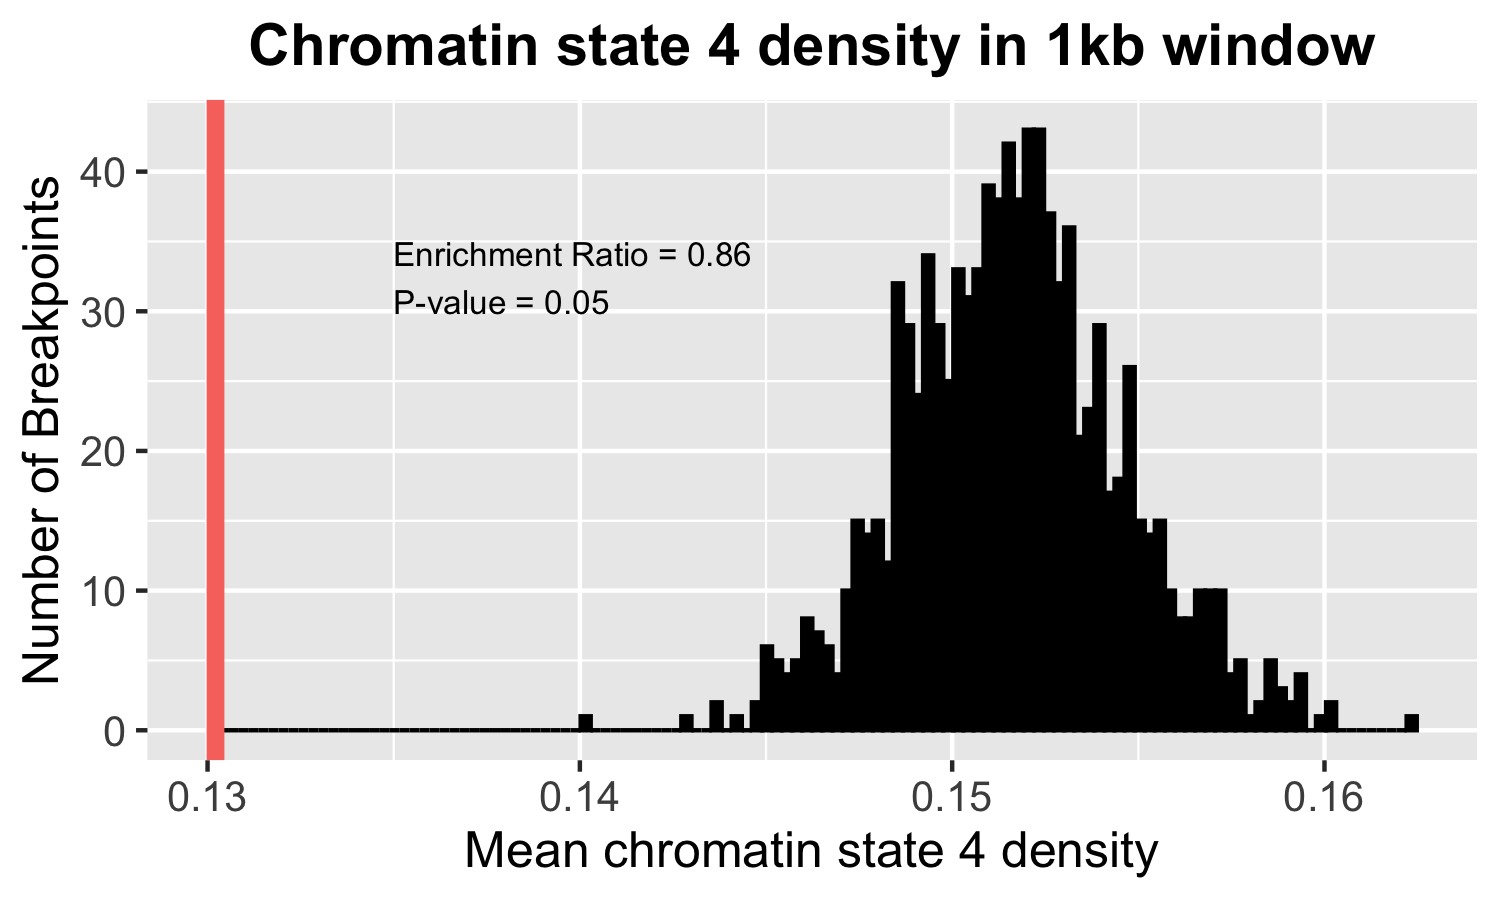 Chromatin state 4 density in 1kb window
Number of Breakpoints
40
30
20
10
0
Enrichment Ratio = 0.86
P-value = 0.05
0.13 0.14 0.15 0.16
Mean chromatin state 4 density